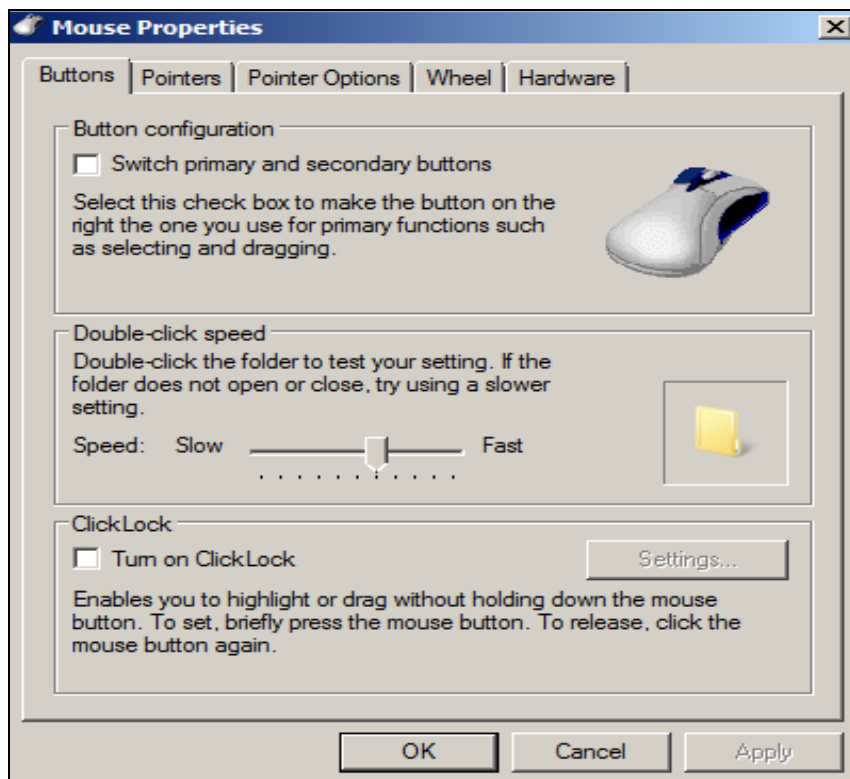 Mouse Properties
Buttons Pointers Pointer Options Wheel Hardware
Button configuration
Switch primary and secondary buttons
Select this check box to make the button on the
right the one you use for primary functions such
as selecting and dragging.
Double-click speed
Double-click the folder to test your setting. If the
folder does not open or close, try using a slower
setting.
Speed: Slow Fast
ClickLock
Turn on ClickLock Settings...
Enables you to highlight or drag without holding down the mouse
button. To set, briefly press the mouse button. To release, click the
mouse button again.
OK Cancel Apply